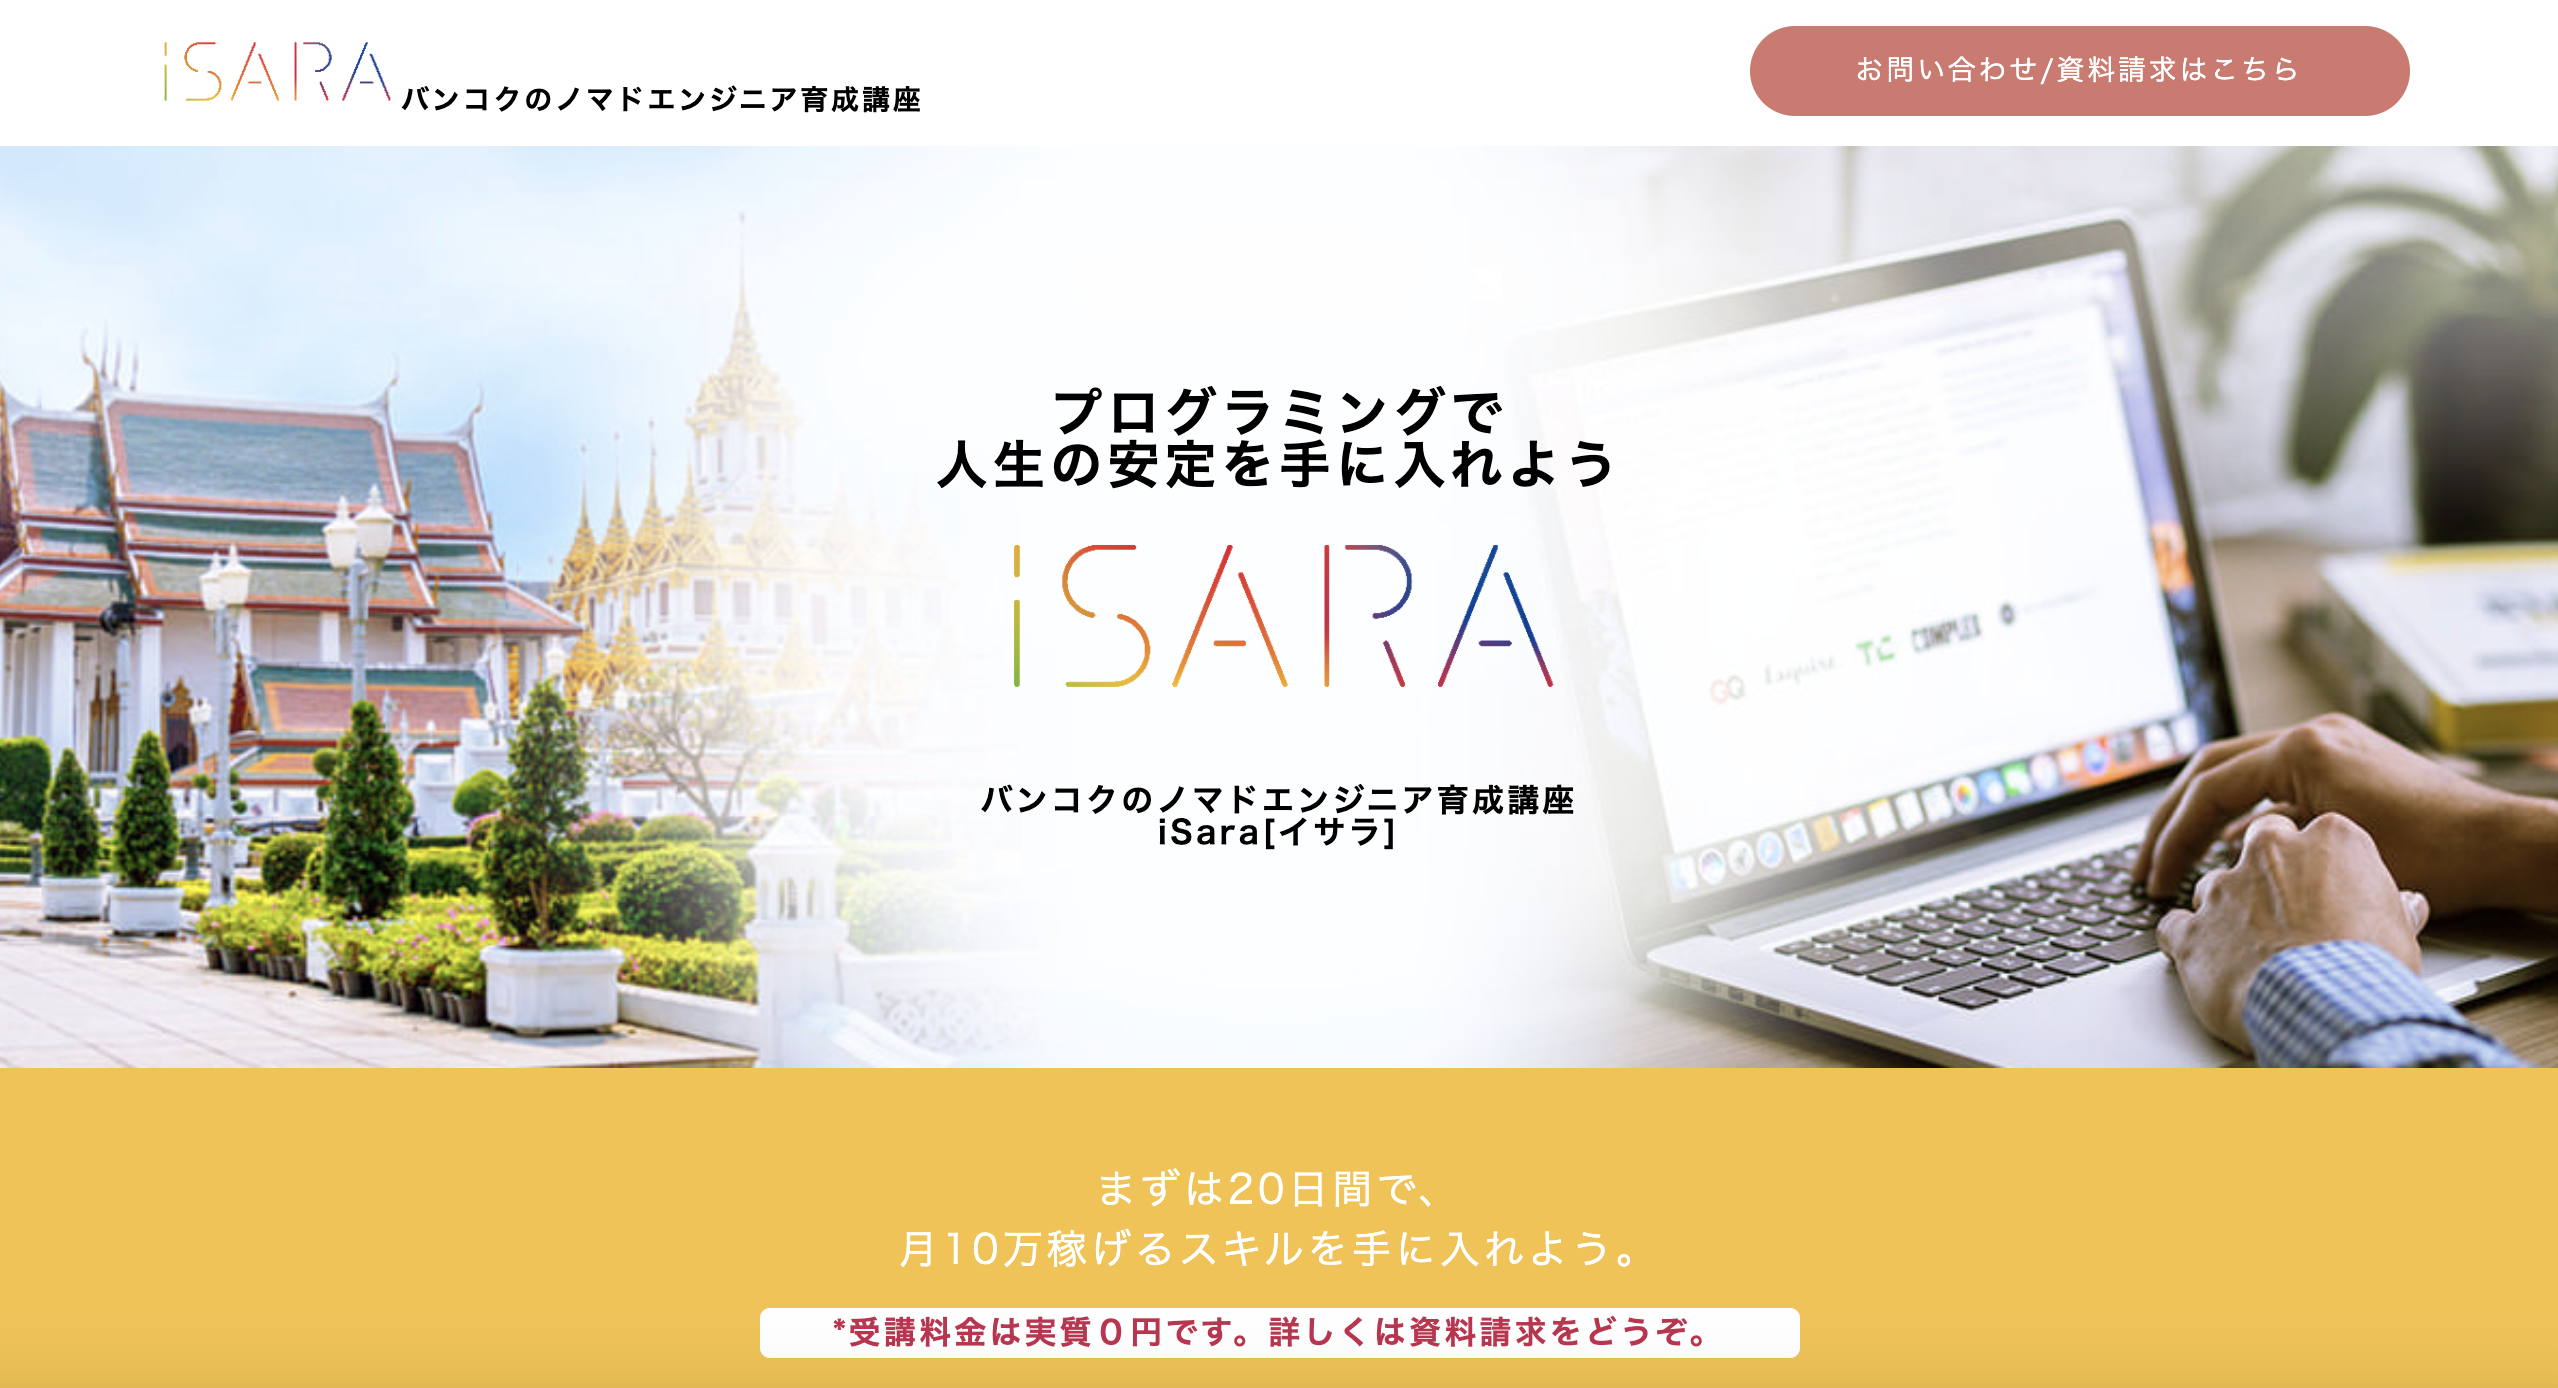 iSARA バンコクのノマドエンジニア育成講座
お問い合わせ/資料請求はこちら
プログラミングで
人生の安定を手に入れよう
iSARA
バンコクのノマドエンジニア育成講座
iSara[イサラ]
GQ Esquire TC COMPLEX
まずは20日間で、
月10万稼げるスキルを手に入れよう。
*受講料金は実質０円です。詳しくは資料請求をどうぞ。